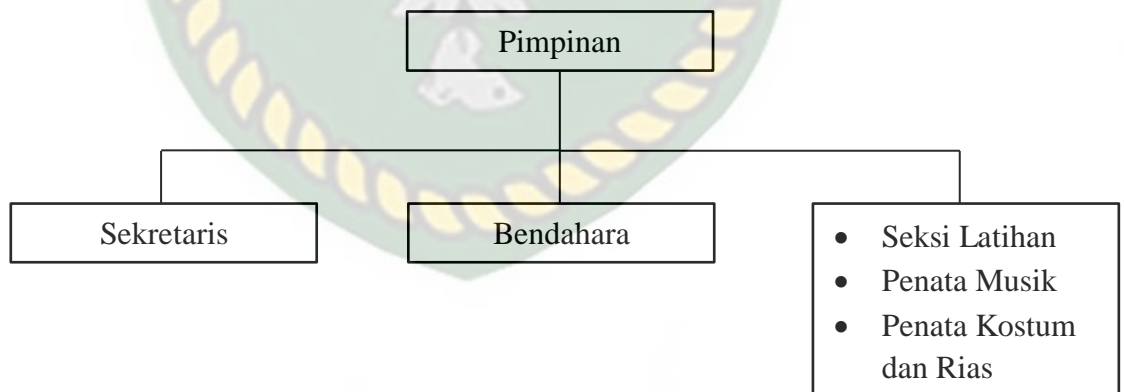 Pimpinan
Sekretaris
Bendahara
• Seksi Latihan
• Penata Musik
• Penata Kostum
dan Rias